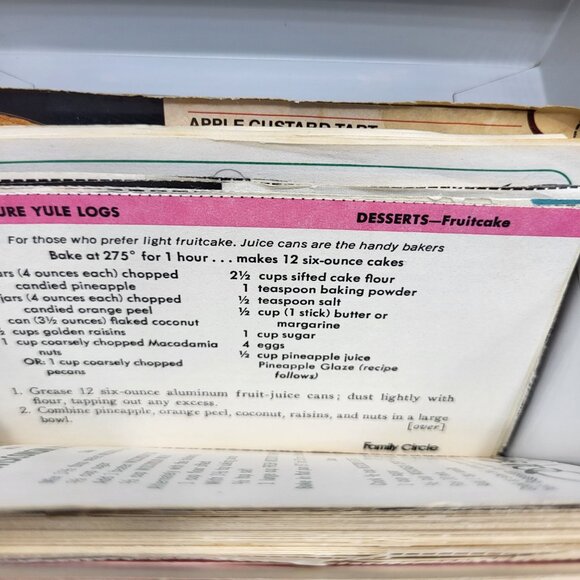 APPLE CUSTARD TART
URE YULE LOGS
DESSERTS—Fruitcake
For those who prefer light fruitcake. Juice cans are the handy bakers
Bake at 275° for 1 hour . . . makes 12 six-ounce cakes
ars (4 ounces each) chopped
candied pineapple
jars (4 ounces each) chopped
candied orange peel
can (3½ ounces) flaked coconut
½ cups golden raisins
1 cup coarsely chopped Macadamia
nuts
OR: 1 cup coarsely chopped
pecans
2½ cups sifted cake flour
1 teaspoon baking powder
½ teaspoon salt
½ cup (1 stick) butter or
margarine
1 cup sugar
4 eggs
½ cup pineapple juice
Pineapple Glaze (recipe
follows)
1. Grease 12 six-ounce aluminum fruit-juice cans; dust lightly with
flour, tapping out any excess.
2. Combine pineapple, orange peel, coconut, raisins, and nuts in a large
bowl.
[over]
Family Circle